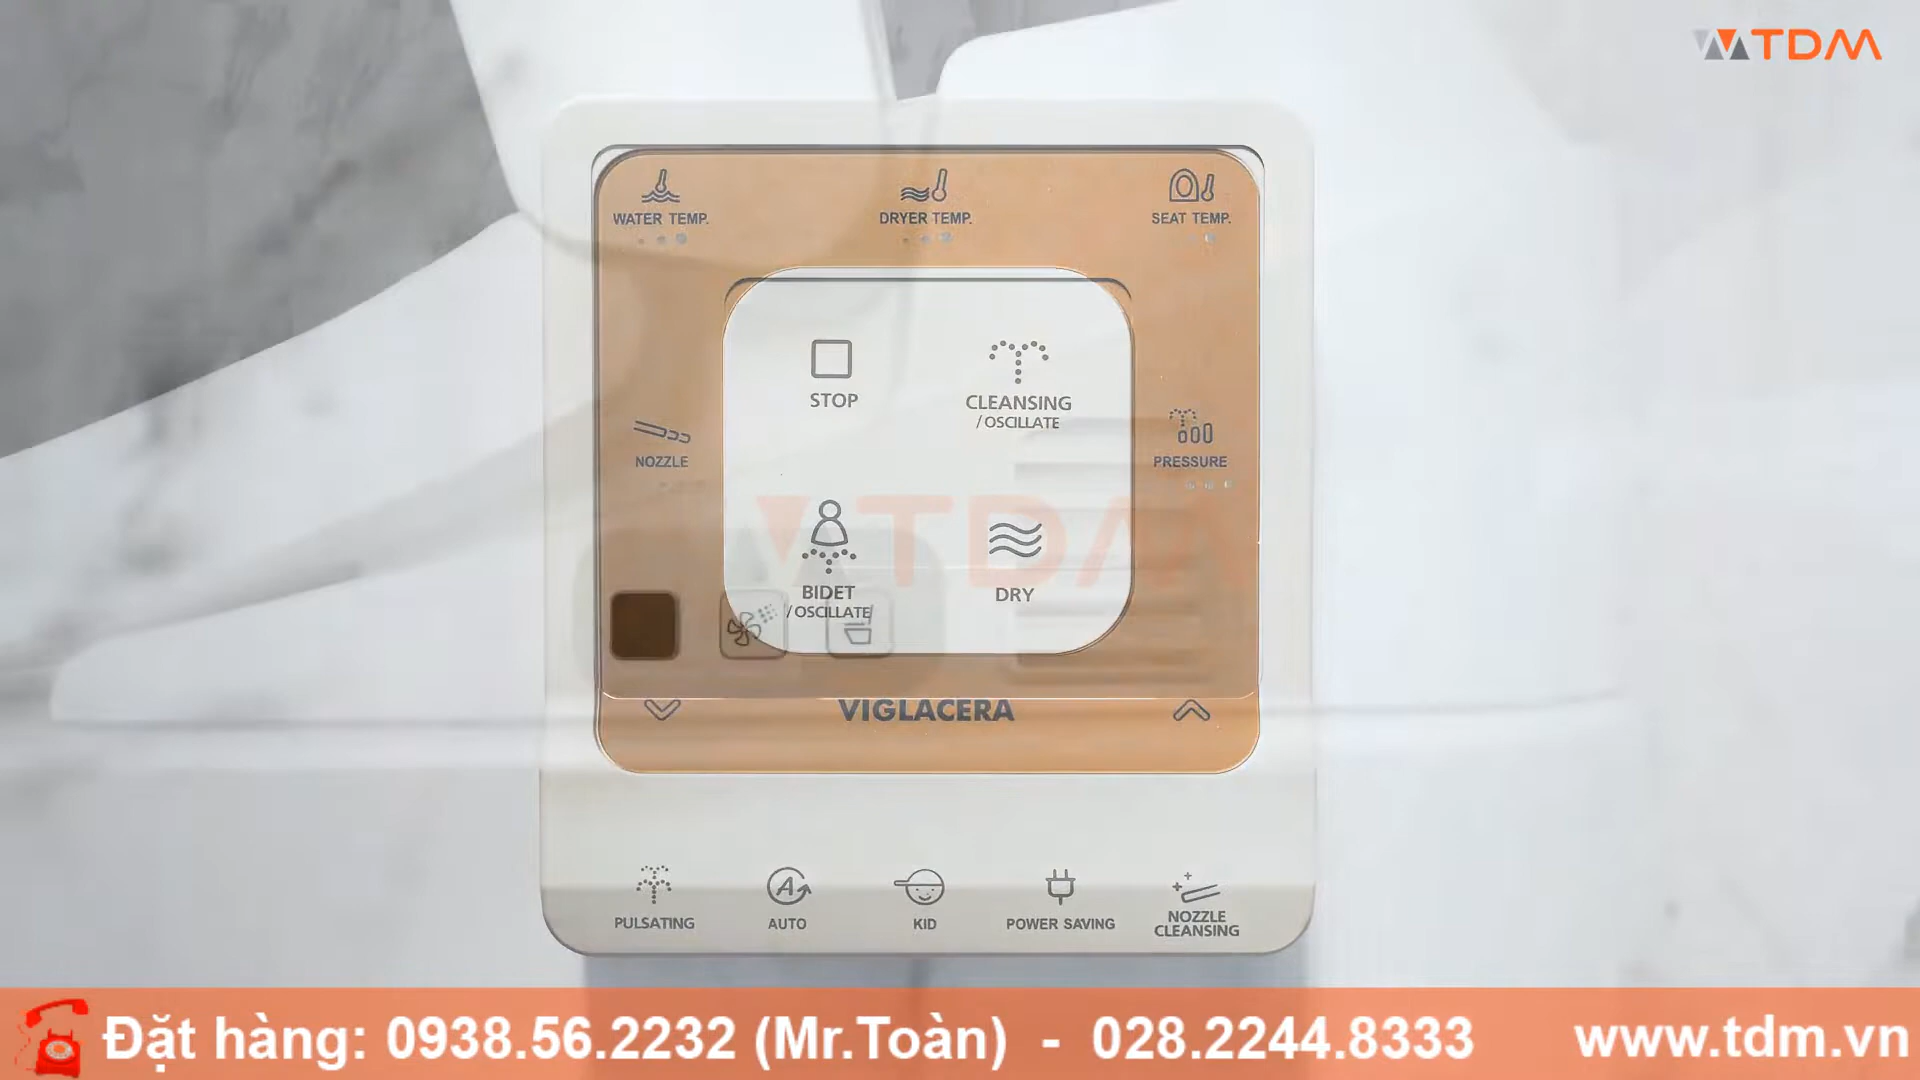 TDM
WATER TEMP.
DRYER TEMP.
SEAT TEMP.
STOP
CLEANSING
/OSCILLATE
NOZZLE
PRESSURE
TDM
BIDET
/OSCILLATE
DRY
VIGLACERA
PULSATING
AUTO
KID
POWER SAVING
NOZZLE
CLEANSING
Đặt hàng: 0938.56.2232 (Mr.Toàn) - 028.2244.8333
www.tdm.vn